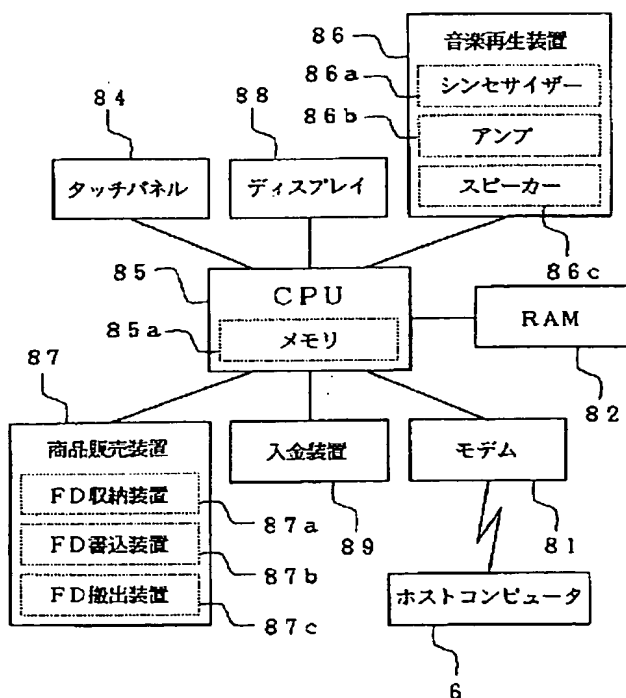 86
音楽再生装置
86a
シンセサイザー
84
88
86b
アンプ
タッチパネル
ディスプレイ
スピーカー
85
CPU
86c
85a
メモリ
RAM
87
82
商品販売装置
入金装置
モデム
FD収納装置
87a
89
81
FD書込装置
87b
FD搬出装置
87c
ホストコンピュータ
6